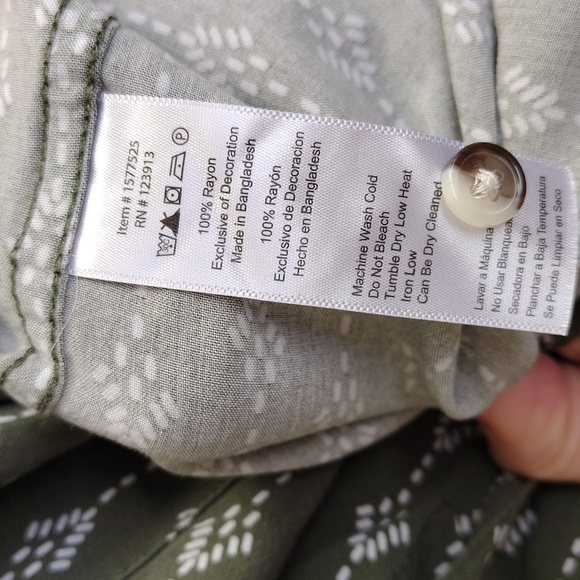 Item # 1577525
RN # 123913
100% Rayon
Exclusive of Decoration
Made in Bangladesh
100% Rayón
Exclusivo de Decoracion
Hecho en Bangladesh
Machine Wash Cold
Do Not Bleach
Tumble Dry Low Heat
Iron Low
Can Be Dry Cleaned
Lavar a Máquina
No Usar Blanquea
Secadora en Bajo
Planchar a Baja Temperatura
Se Puede Limpiar en Seco